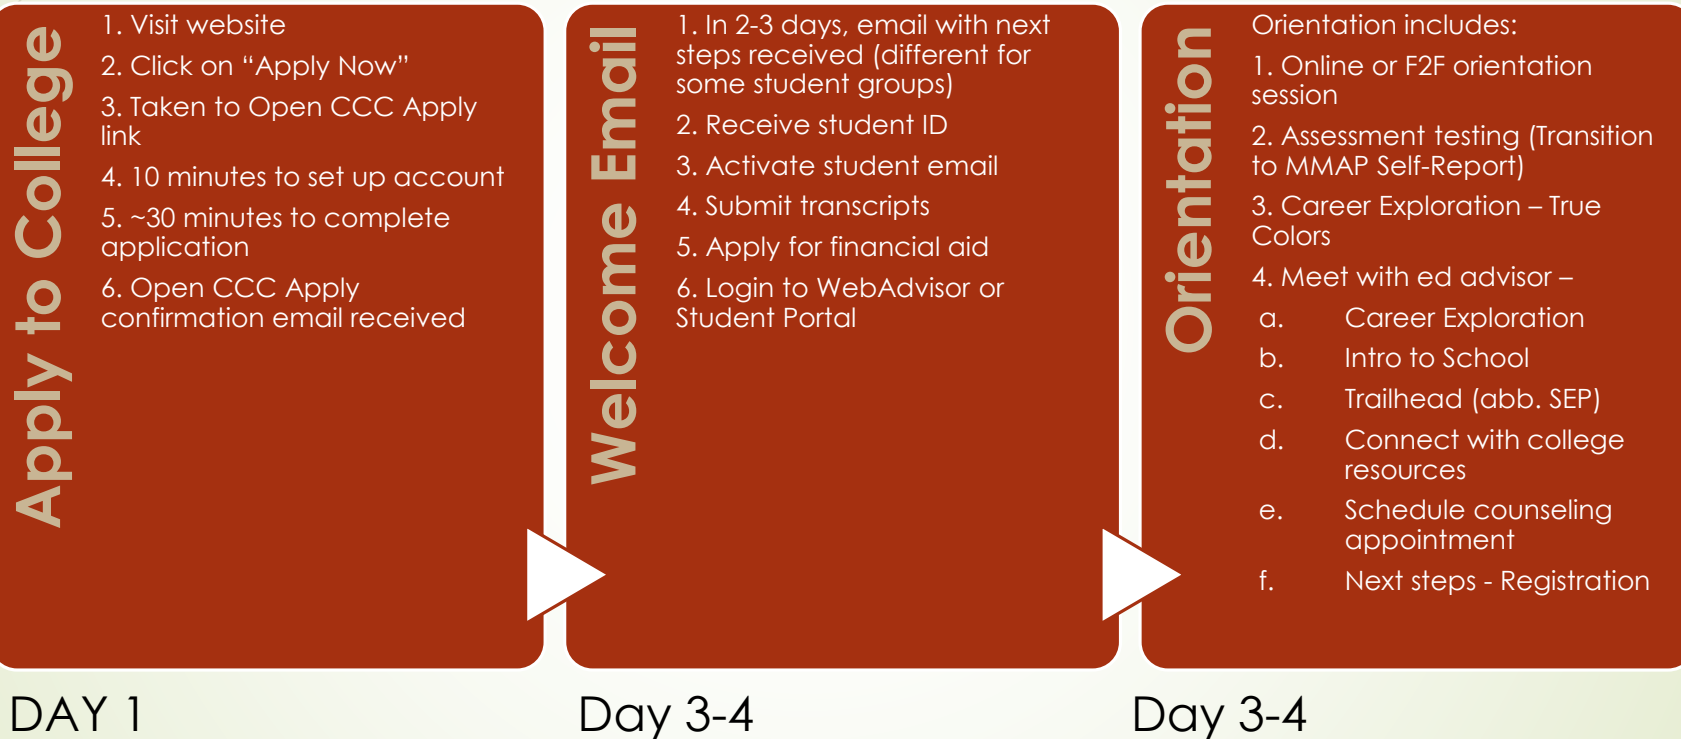 Apply to College
1. Visit website
2. Click on “Apply Now”
3. Taken to Open CCC Apply
link
4. 10 minutes to set up account
5. ~30 minutes to complete
application
6. Open CCC Apply
confirmation email received
DAY 1
Welcome Email
1. In 2-3 days, email with next
steps received (different for
some student groups)
2. Receive student ID
3. Activate student email
4. Submit transcripts
5. Apply for financial aid
6. Login to WebAdvisor or
Student Portal
Day 3-4
Orientation
Orientation includes:
1. Online or F2F orientation
session
2. Assessment testing (Transition
to MMAP Self-Report)
3. Career Exploration – True
Colors
4. Meet with ed advisor –
a. Career Exploration
b. Intro to School
c. Trailhead (abb. SEP)
d. Connect with college
resources
e. Schedule counseling
appointment
f. Next steps - Registration
Day 3-4